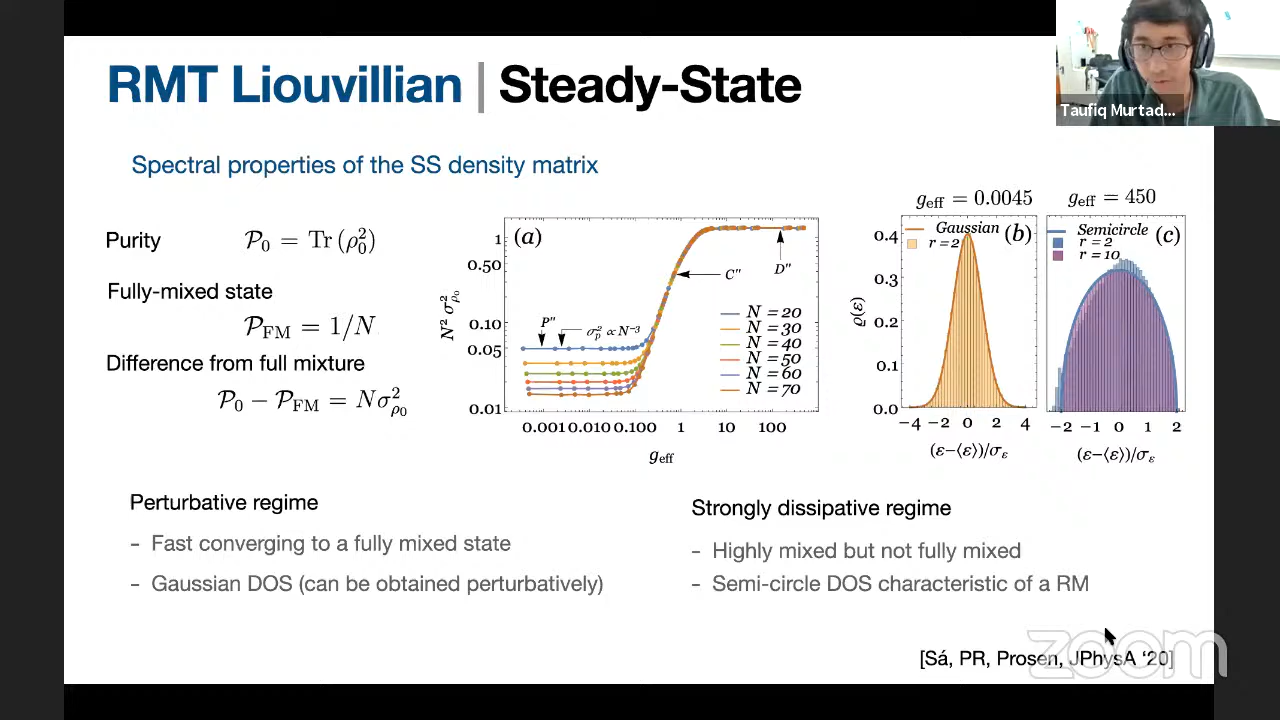 RMT Liouvillian | Steady-State
Taufiq Murtad...
Spectral properties of the SS density matrix
Purity
𝒫₀ = Tr (ρ₀²)
Fully-mixed state
𝒫_FM = 1/N
Difference from full mixture
𝒫₀ − 𝒫_FM = Nσ²_ρ₀
(a)
N² σ²_ρ₀
1
0.50
0.10
0.05
0.01
P''
σ²_p ∝ N⁻³
C''
D''
N = 20
N = 30
N = 40
N = 50
N = 60
N = 70
0.001 0.010 0.100 1 10 100
g_eff
g_eff = 0.0045
Gaussian (b)
r = 2
ϱ(ε)
0.4
0.3
0.2
0.1
0.0
−4 −2 0 2 4
(ε−⟨ε⟩)/σ_ε
g_eff = 450
Semicircle (c)
r = 2
r = 10
−2 −1 0 1 2
(ε−⟨ε⟩)/σ_ε
Perturbative regime
- Fast converging to a fully mixed state
- Gaussian DOS (can be obtained perturbatively)
Strongly dissipative regime
- Highly mixed but not fully mixed
- Semi-circle DOS characteristic of a RM
[Sá, PR, Prosen, JPhysA ‘20]
zoom